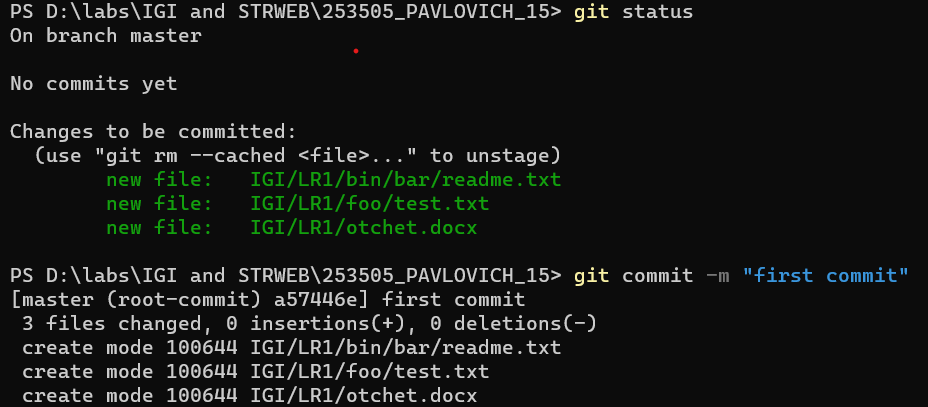 PS D:\labs\IGI and STRWEB\253505_PAVLOVICH_15> git status
On branch master
No commits yet
Changes to be committed:
  (use "git rm --cached <file>..." to unstage)
        new file:   IGI/LR1/bin/bar/readme.txt
        new file:   IGI/LR1/foo/test.txt
        new file:   IGI/LR1/otchet.docx
PS D:\labs\IGI and STRWEB\253505_PAVLOVICH_15> git commit -m "first commit"
[master (root-commit) a57446e] first commit
 3 files changed, 0 insertions(+), 0 deletions(-)
 create mode 100644 IGI/LR1/bin/bar/readme.txt
 create mode 100644 IGI/LR1/foo/test.txt
 create mode 100644 IGI/LR1/otchet.docx